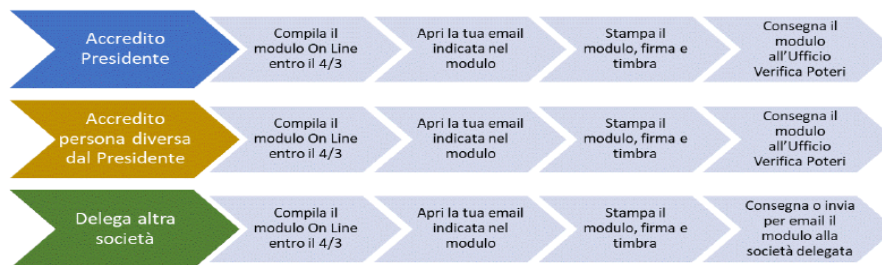 Accredito
Presidente
Compila il
modulo On Line
entro il 4/3
Apri la tua email
indicata nel
modulo
Stampa il
modulo, firma e
timbra
Consegna il
modulo
all'Ufficio
Verifica Poteri
Accredito
persona diversa
dal Presidente
Compila il
modulo On Line
entro il 4/3
Apri la tua email
indicata nel
modulo
Stampa il
modulo, firma e
timbra
Consegna il
modulo
all'Ufficio
Verifica Poteri
Delega altra
società
Compila il
modulo On Line
entro il 4/3
Apri la tua email
indicata nel
modulo
Stampa il
modulo, firma e
timbra
Consegna o invia
per email il
modulo alla
società delegata